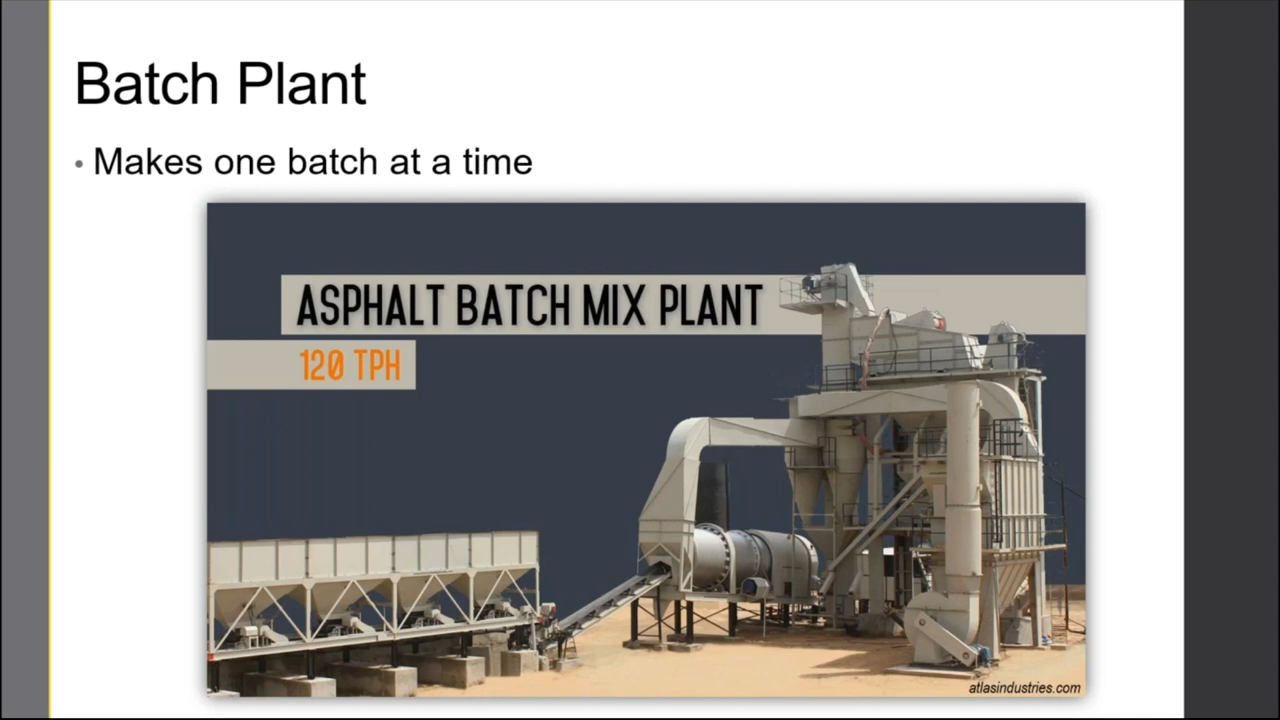 Batch Plant
• Makes one batch at a time
ASPHALT BATCH MIX PLANT
120 TPH
atlasindustries.com